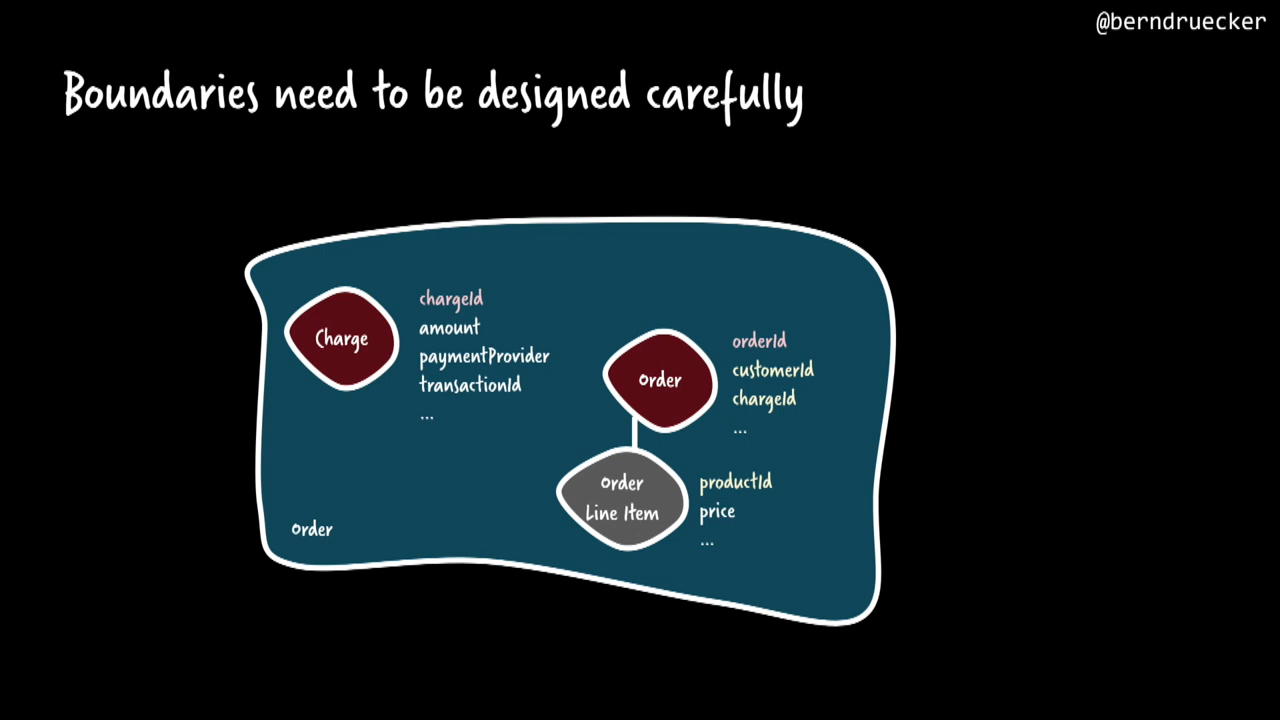 @berndruecker
Boundaries need to be designed carefully
Charge
chargeId
amount
paymentProvider
transactionId
...
Order
orderId
customerId
chargeId
...
Order
Line Item
productId
price
...
Order